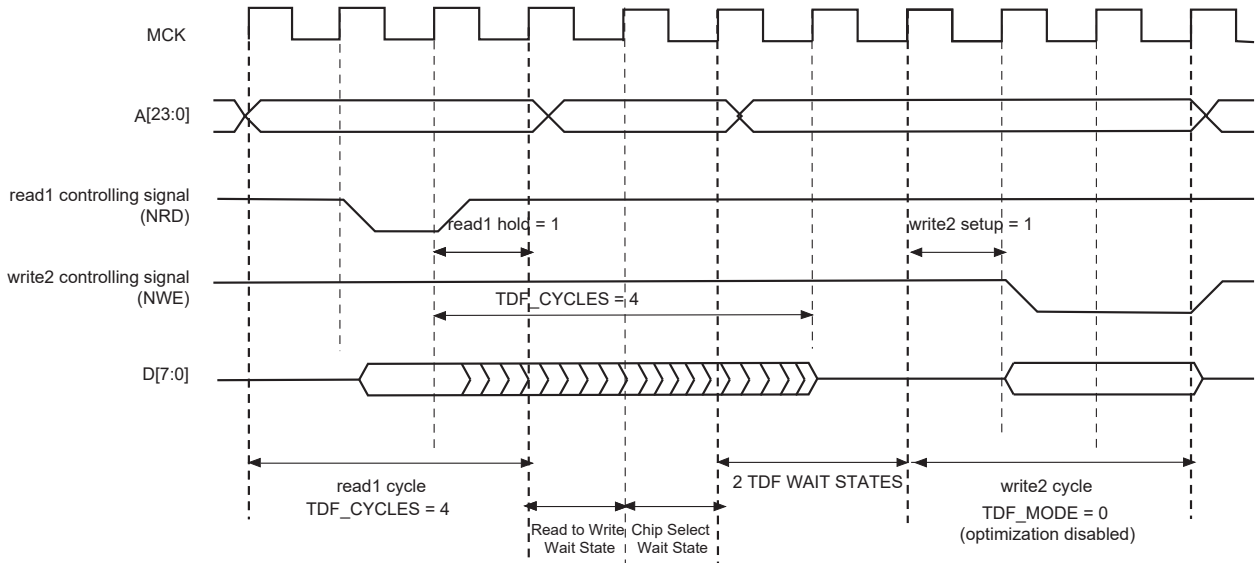 MCK
A[23:0]
read1 controlling signal
(NRD)
read1 hold = 1
write2 setup = 1
write2 controlling signal
(NWE)
TDF_CYCLES = 4
D[7:0]
read1 cycle
TDF_CYCLES = 4
2 TDF WAIT STATES
write2 cycle
TDF_MODE = 0
(optimization disabled)
Read to Write
Wait State
Chip Select
Wait State